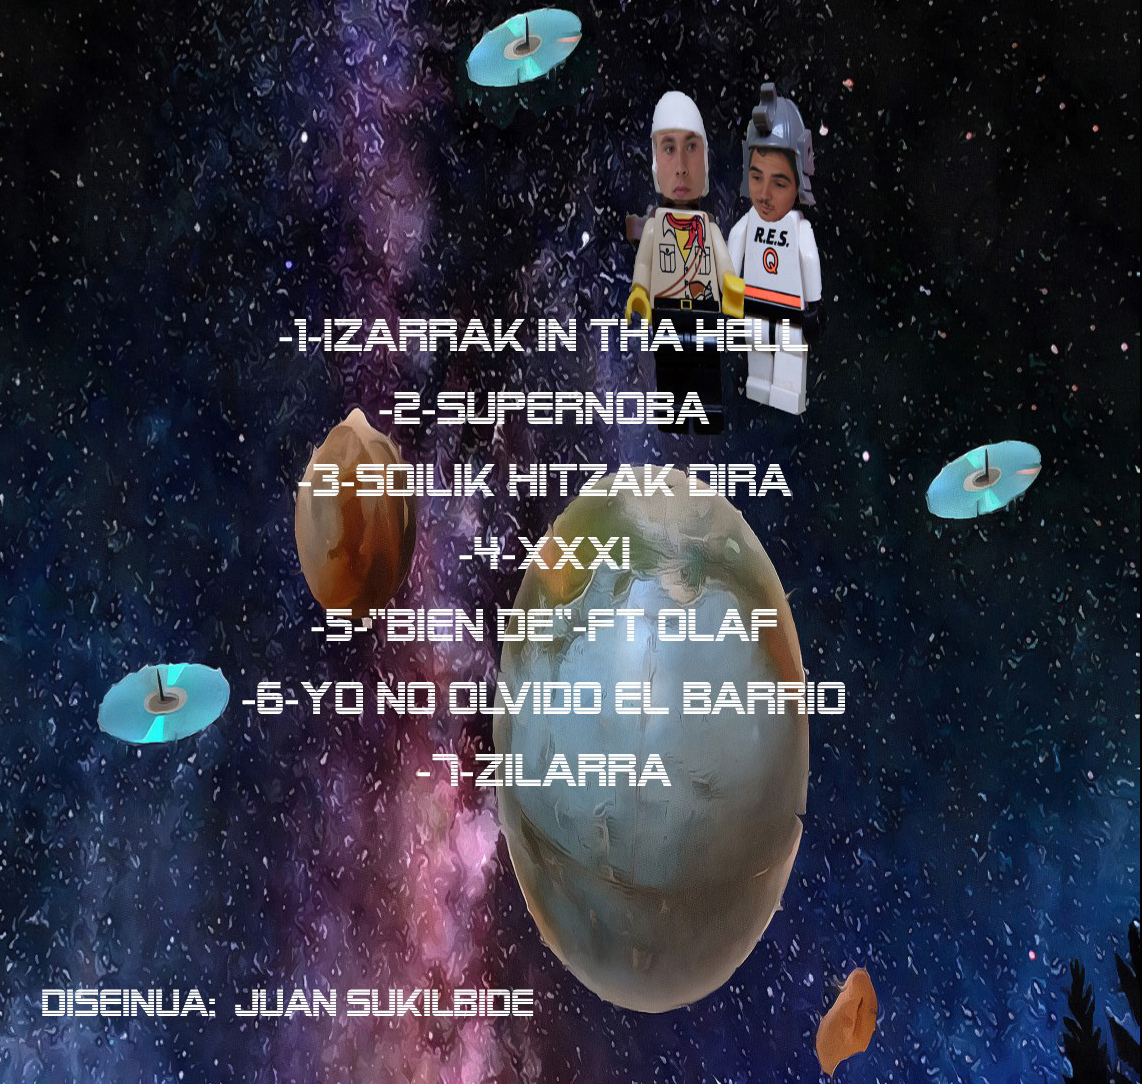 R.E.S.
Q
-1-IZARRAK IN THA HELL
-2-SUPERNOBA
-3-SOILIK HITZAK DIRA
-4-XXXI
-5-"BIEN DE"-FT OLAF
-6-YO NO OLVIDO EL BARRIO
-7-ZILARRA
DISEINUA: JUAN SUKILBIDE